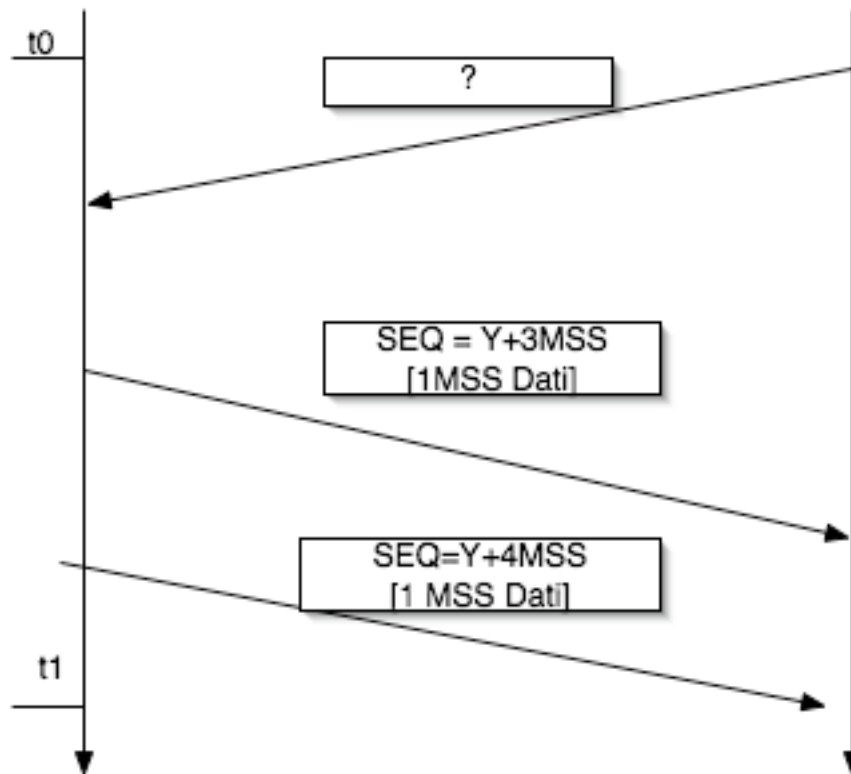 t0
?
SEQ = Y+3MSS
[1MSS Dati]
SEQ=Y+4MSS
[1 MSS Dati]
t1